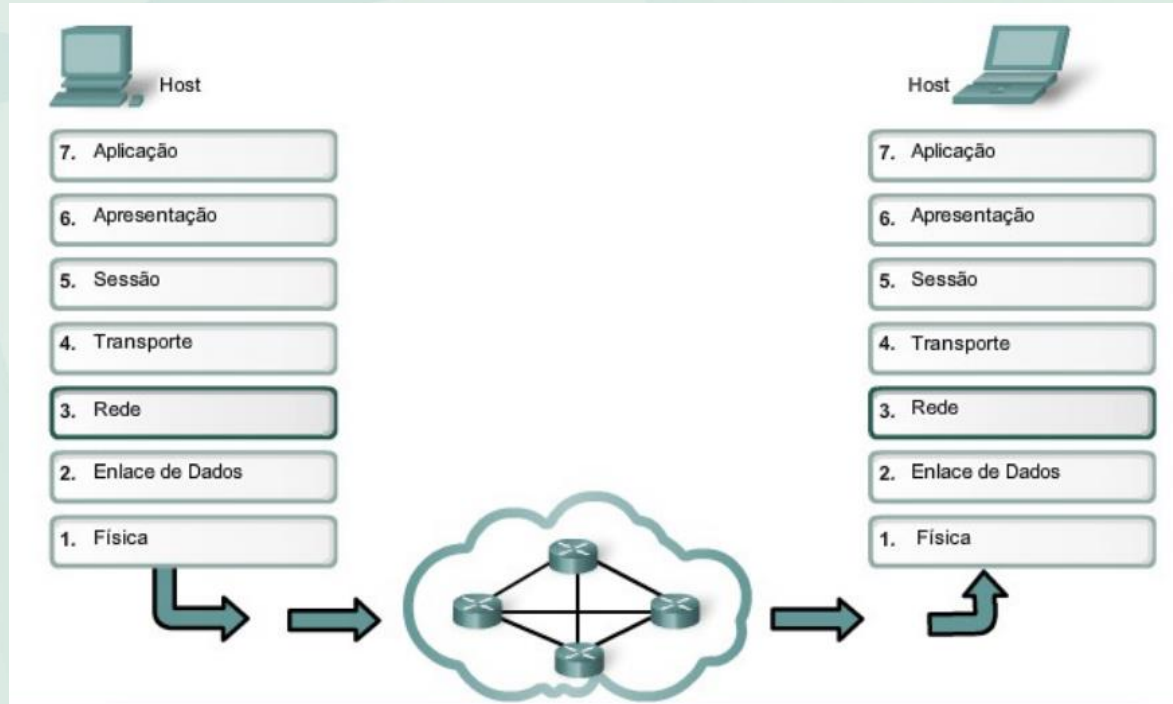 Host
7. Aplicação
6. Apresentação
5. Sessão
4. Transporte
3. Rede
2. Enlace de Dados
1. Física
Host
7. Aplicação
6. Apresentação
5. Sessão
4. Transporte
3. Rede
2. Enlace de Dados
1. Física